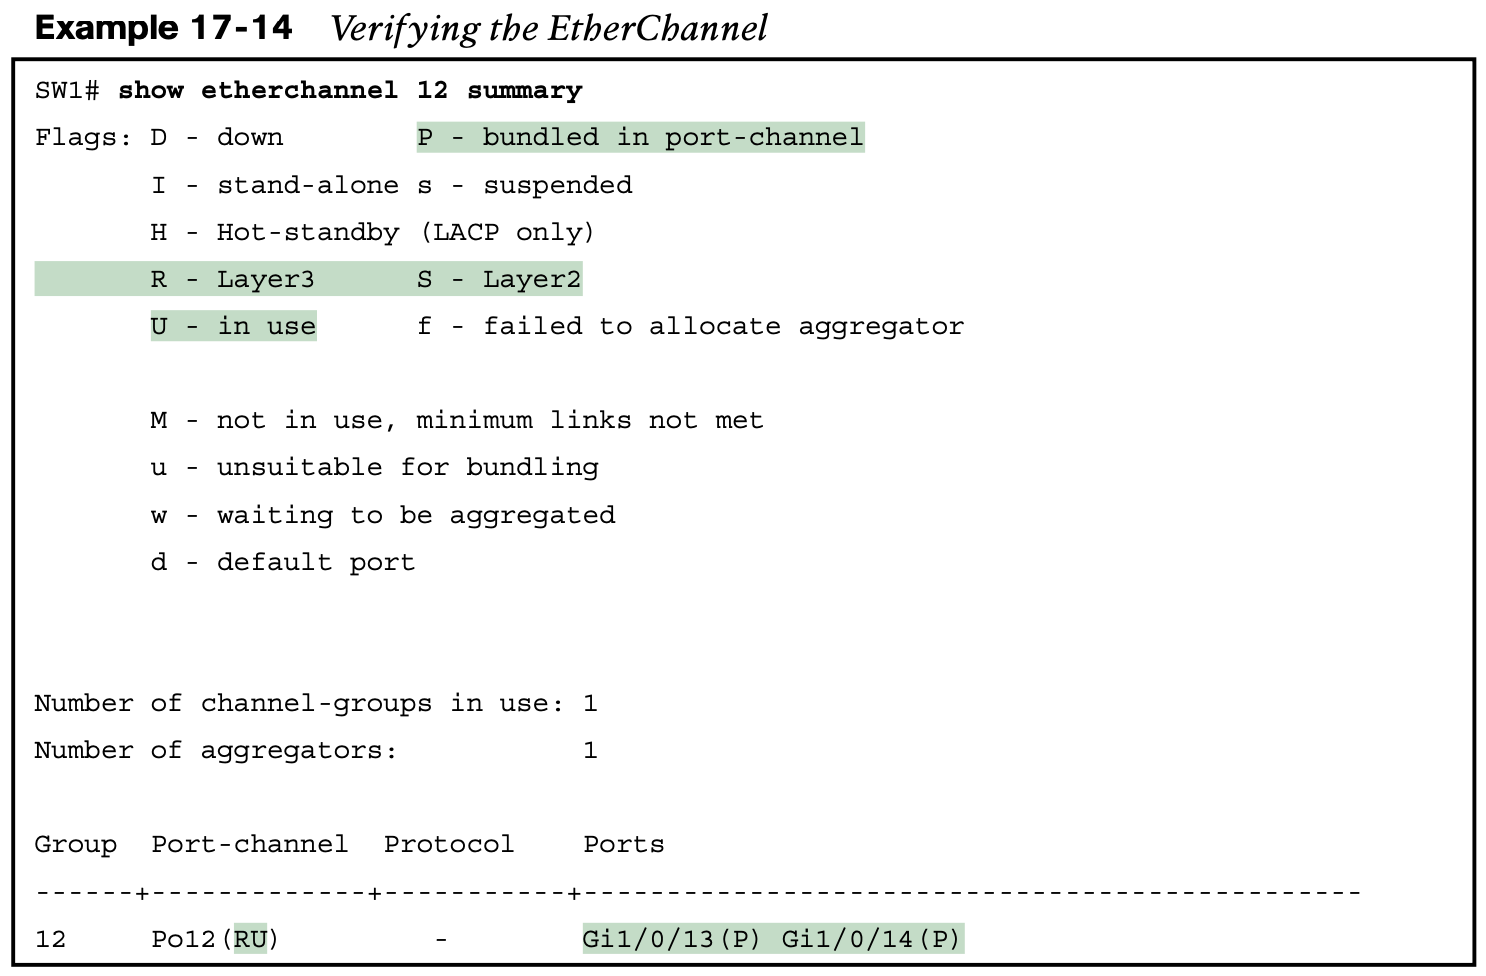 Example 17-14 Verifying the EtherChannel
SW1# show etherchannel 12 summary
Flags: D - down        P - bundled in port-channel
       I - stand-alone s - suspended
       H - Hot-standby (LACP only)
       R - Layer3      S - Layer2
       U - in use      f - failed to allocate aggregator
       M - not in use, minimum links not met
       u - unsuitable for bundling
       w - waiting to be aggregated
       d - default port
Number of channel-groups in use: 1
Number of aggregators:           1
Group  Port-channel  Protocol    Ports
------+-------------+-----------+-----------------------------------------------
12     Po12(RU)         -        Gi1/0/13(P) Gi1/0/14(P)